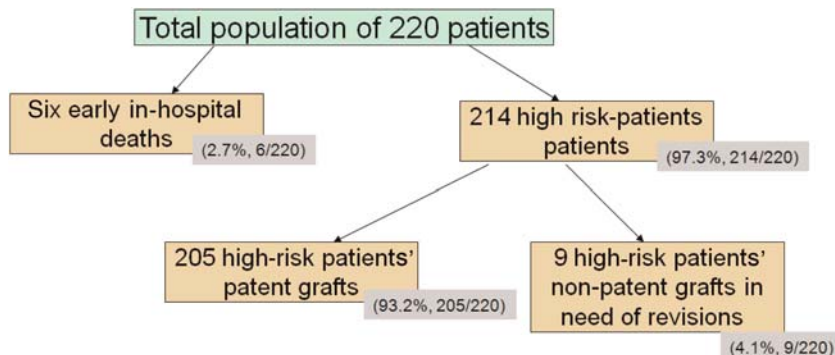 Total population of 220 patients
Six early in-hospital
deaths
(2.7%, 6/220)
214 high risk-patients
patients
(97.3%, 214/220)
205 high-risk patients’
patent grafts
(93.2%, 205/220)
9 high-risk patients’
non-patent grafts in
need of revisions
(4.1%, 9/220)